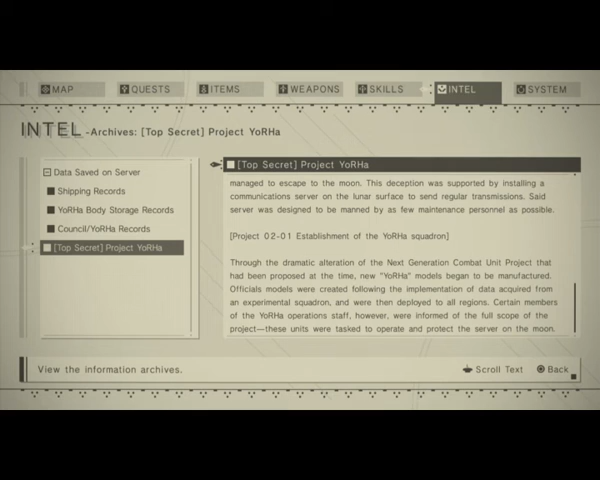 MAP QUESTS ITEMS WEAPONS SKILLS INTEL SYSTEM
INTEL -Archives: [Top Secret] Project YoRHa
Data Saved on Server
Shipping Records
YoRHa Body Storage Records
Council/YoRHa Records
[Top Secret] Project YoRHa
[Top Secret] Project YoRHa
managed to escape to the moon. This deception was supported by installing a
communications server on the lunar surface to send regular transmissions. Said
server was designed to be manned by as few maintenance personnel as possible.
[Project 02-01 Establishment of the YoRHa squadron]
Through the dramatic alteration of the Next Generation Combat Unit Project that
had been proposed at the time, new "YoRHa" models began to be manufactured.
Officials models were created following the implementation of data acquired from
an experimental squadron, and were then deployed to all regions. Certain members
of the YoRHa operations staff, however, were informed of the full scope of the
project—these units were tasked to operate and protect the server on the moon.
View the information archives.
Scroll Text Back